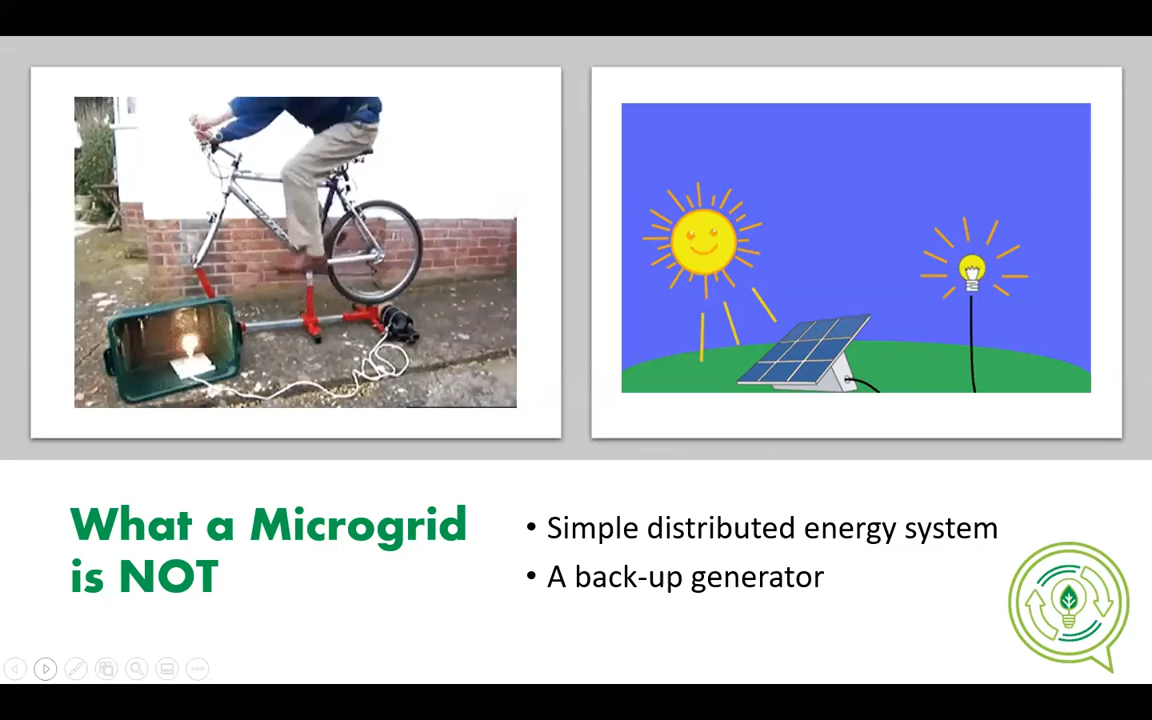 What a Microgrid
is NOT
• Simple distributed energy system
• A back-up generator